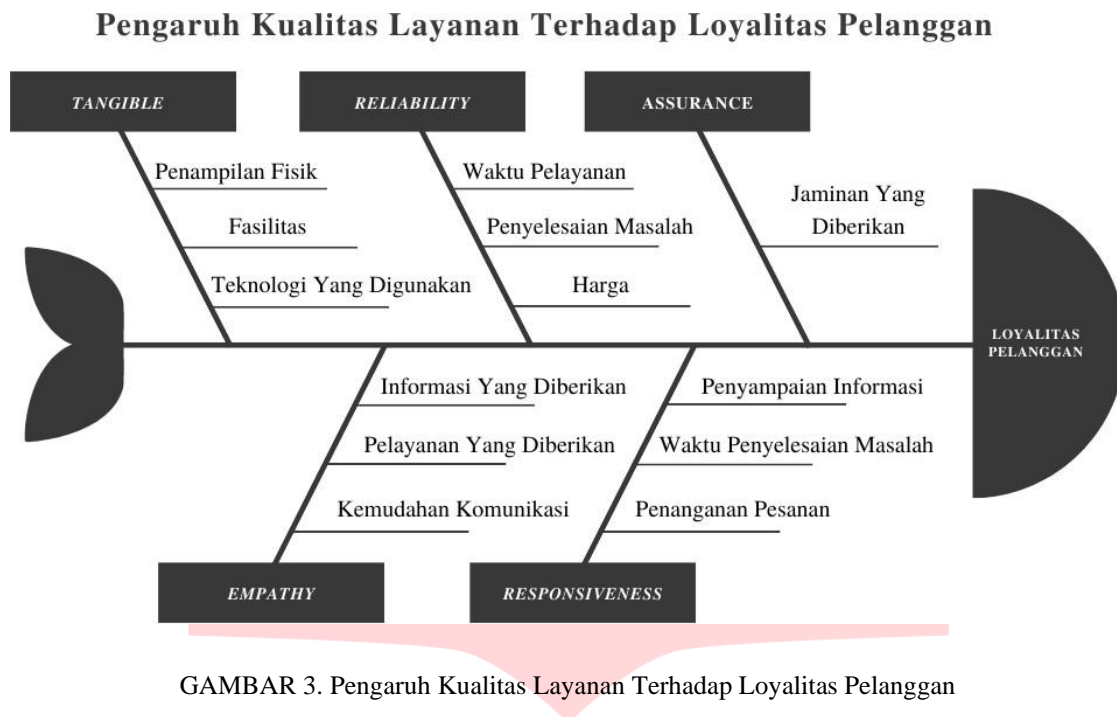 Pengaruh Kualitas Layanan Terhadap Loyalitas Pelanggan
TANGIBLE
RELIABILITY
ASSURANCE
Penampilan Fisik
Fasilitas
Teknologi Yang Digunakan
Waktu Pelayanan
Penyelesaian Masalah
Harga
Jaminan Yang
Diberikan
LOYALITAS
PELANGGAN
Informasi Yang Diberikan
Pelayanan Yang Diberikan
Kemudahan Komunikasi
Penyampaian Informasi
Waktu Penyelesaian Masalah
Penanganan Pesanan
EMPATHY
RESPONSIVENESS
GAMBAR 3. Pengaruh Kualitas Layanan Terhadap Loyalitas Pelanggan